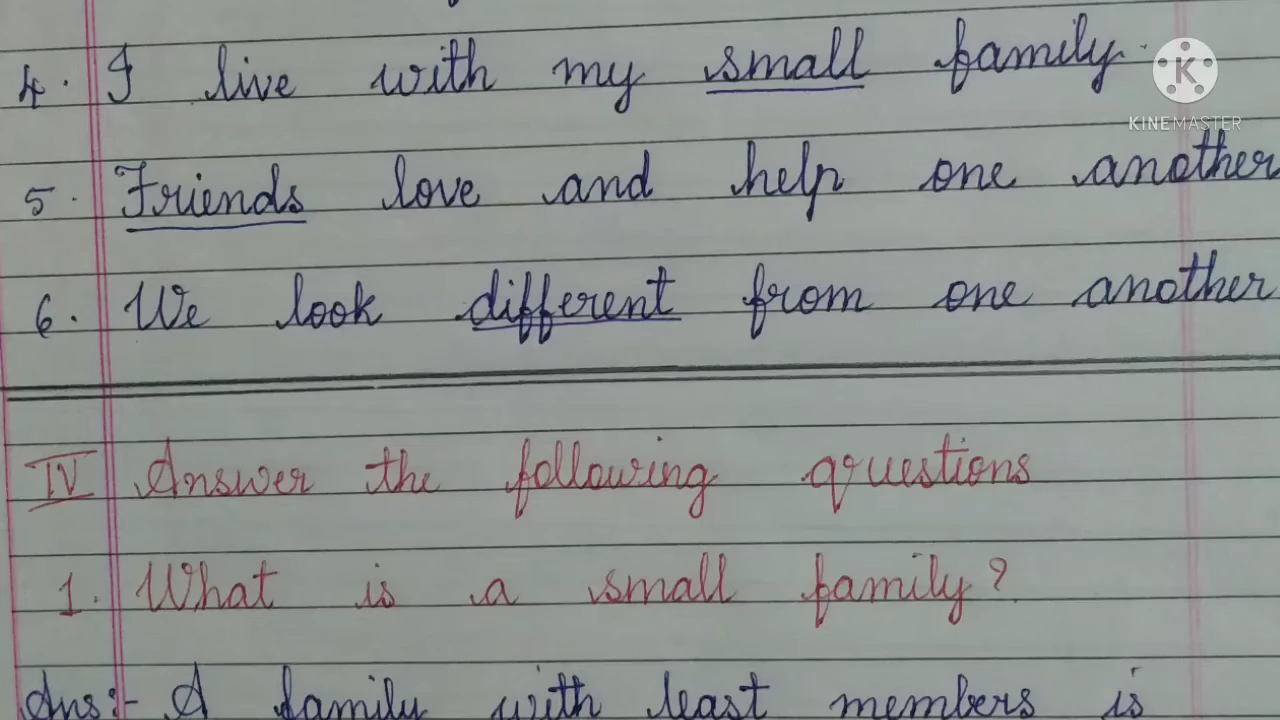 4. I live with my small family.
KINEMASTER
5. Friends love and help one another
6. We look different from one another
IV Answer the following questions
1. What is a small family?
Ans:- A family with least members is